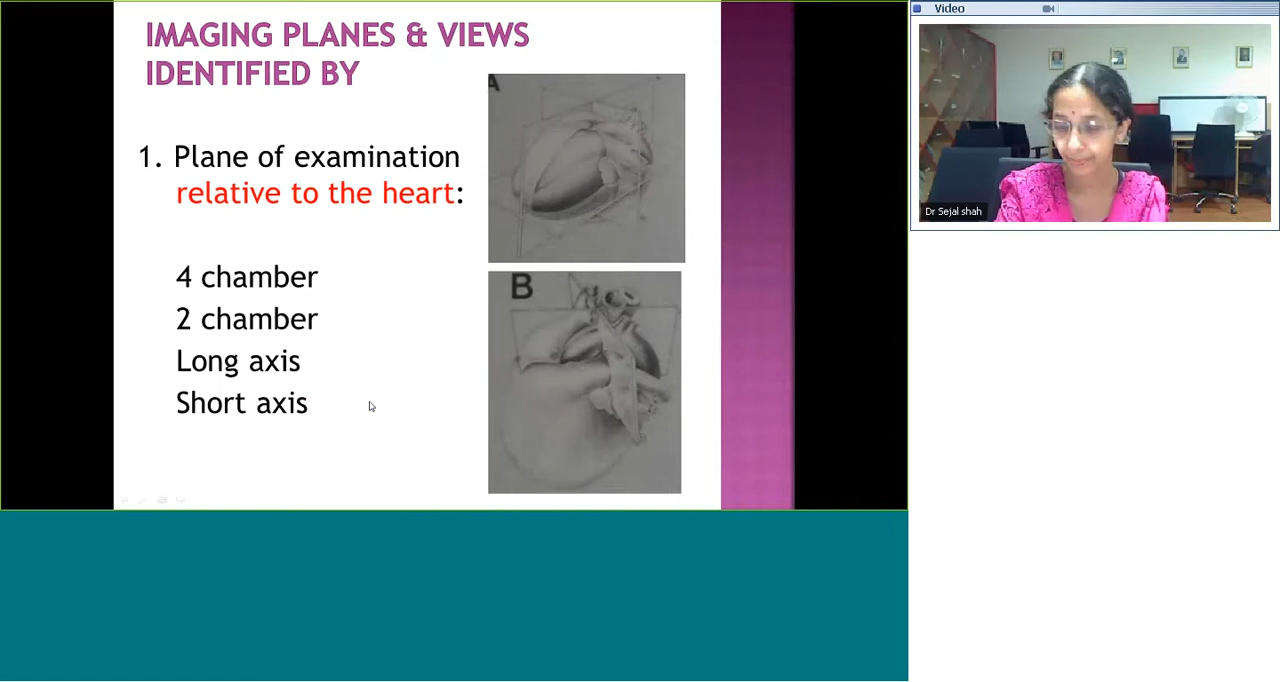 IMAGING PLANES & VIEWS
IDENTIFIED BY
A
1. Plane of examination
relative to the heart:
4 chamber
2 chamber
Long axis
Short axis
B
Video
Dr Sejal shah